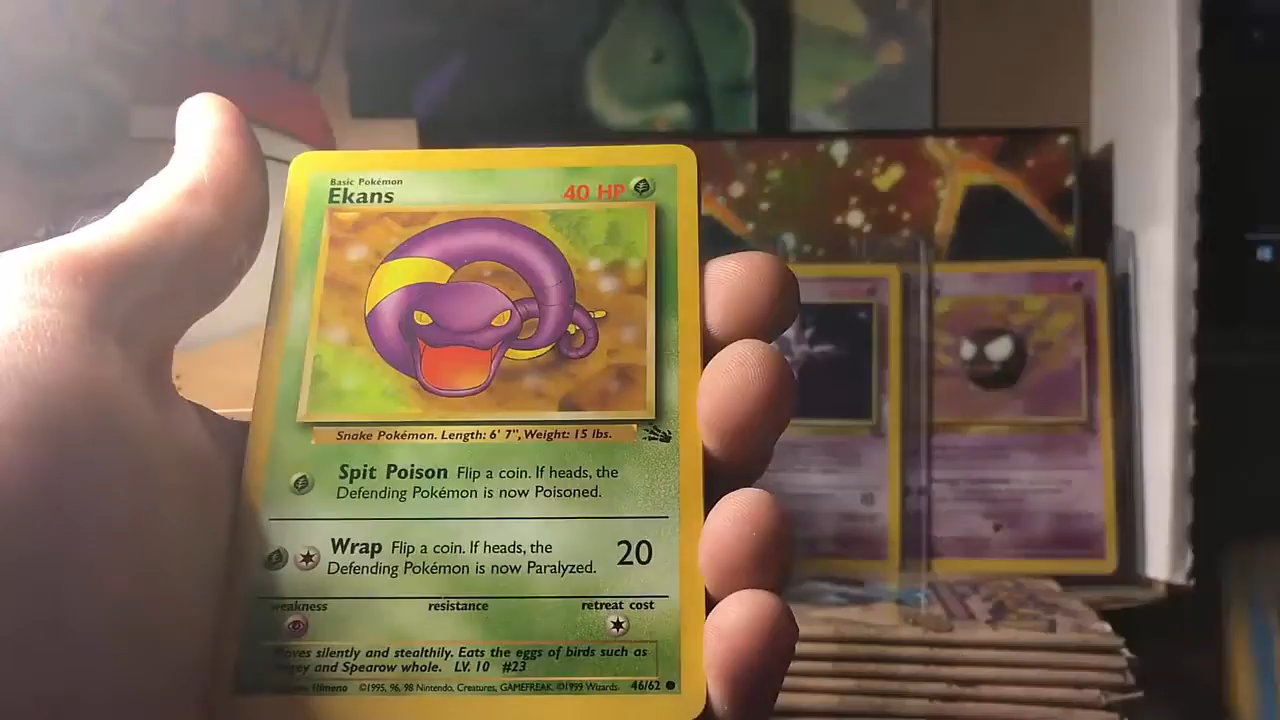 Basic Pokémon
Ekans
40 HP
Snake Pokémon. Length: 6' 7", Weight: 15 lbs.
Spit Poison Flip a coin. If heads, the
Defending Pokémon is now Poisoned.
Wrap Flip a coin. If heads, the
Defending Pokémon is now Paralyzed.
20
weakness resistance retreat cost
silently and stealthily. Eats the eggs of birds such as
and Spearow whole. LV. 10 #23
Himeno ©1995, 96, 98 Nintendo, Creatures, GAMEFREAK. ©1999 Wizards. 46/62